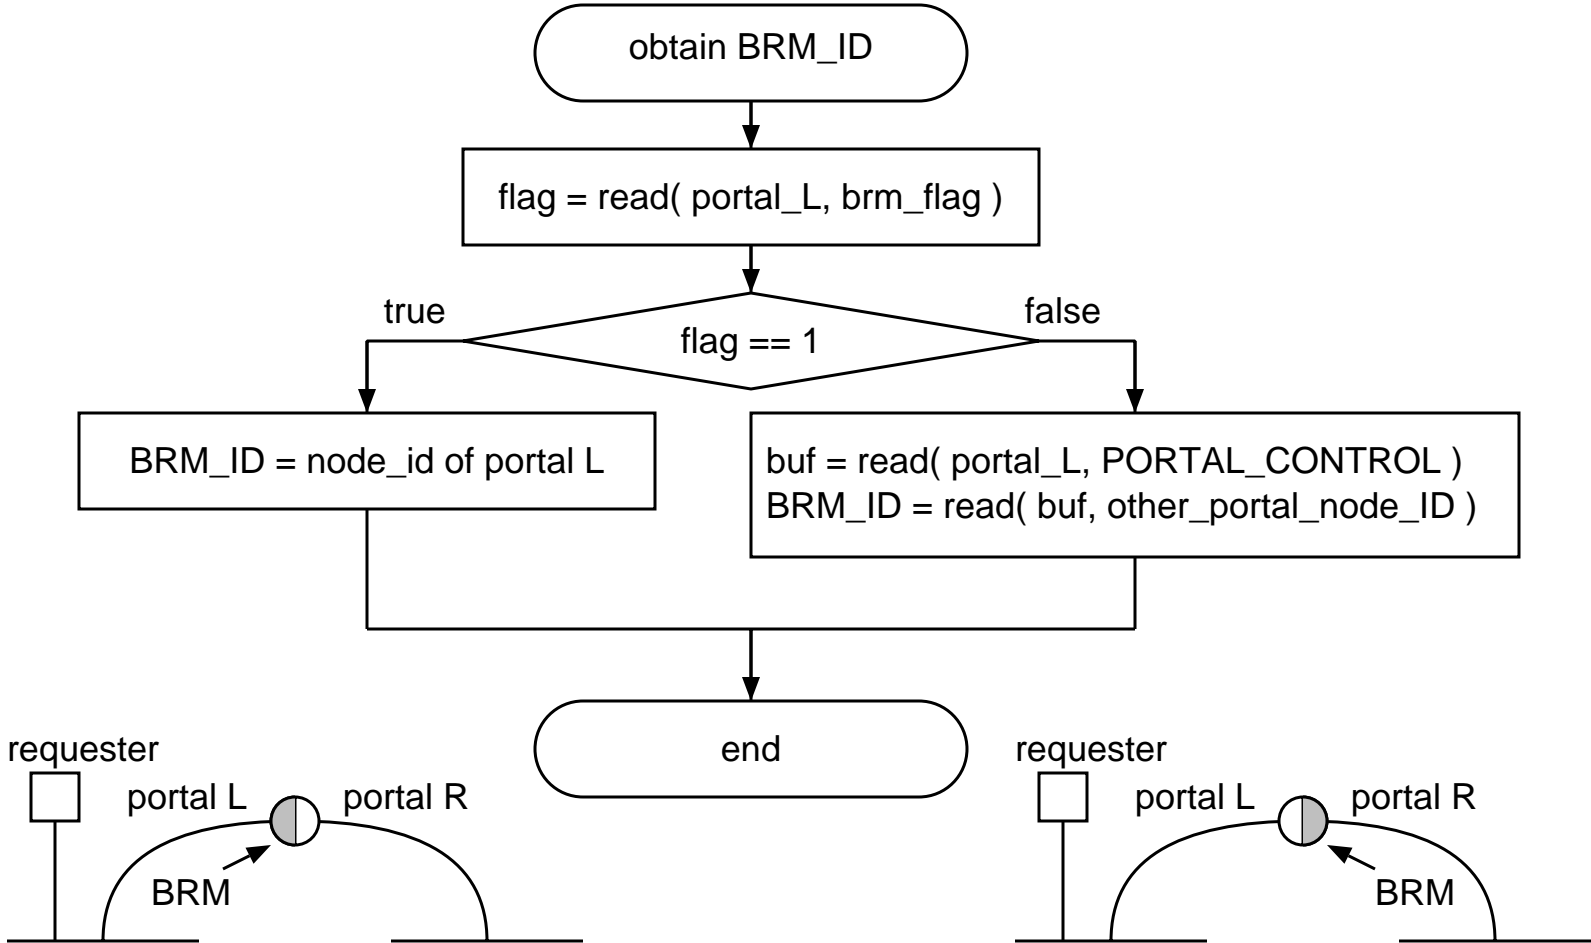 obtain BRM_ID
flag = read( portal_L, brm_flag )
true
false
flag == 1
BRM_ID = node_id of portal L
buf = read( portal_L, PORTAL_CONTROL )
BRM_ID = read( buf, other_portal_node_ID )
end
requester
portal L
portal R
BRM
requester
portal L
portal R
BRM